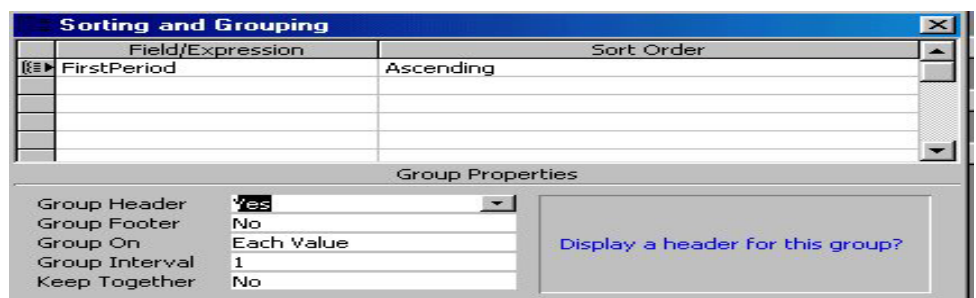 Sorting and Grouping
Field/Expression Sort Order
FirstPeriod Ascending
Group Properties
Group Header Yes
Group Footer No
Group On Each Value
Group Interval 1
Keep Together No
Display a header for this group?